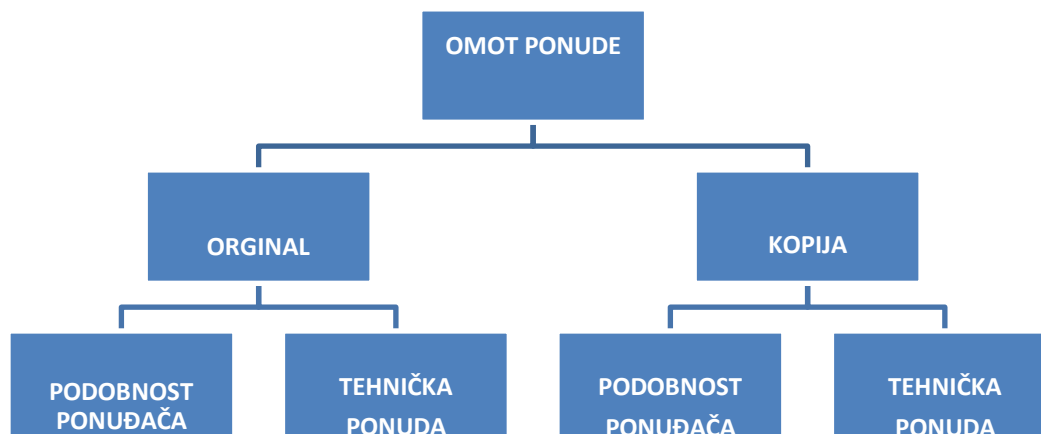 OMOT PONUDE
ORGINAL
KOPIJA
PODOBNOST
PONUĐAČA
TEHNIČKA
PONUDA
PODOBNOST
PONUĐAČA
TEHNIČKA
PONUDA